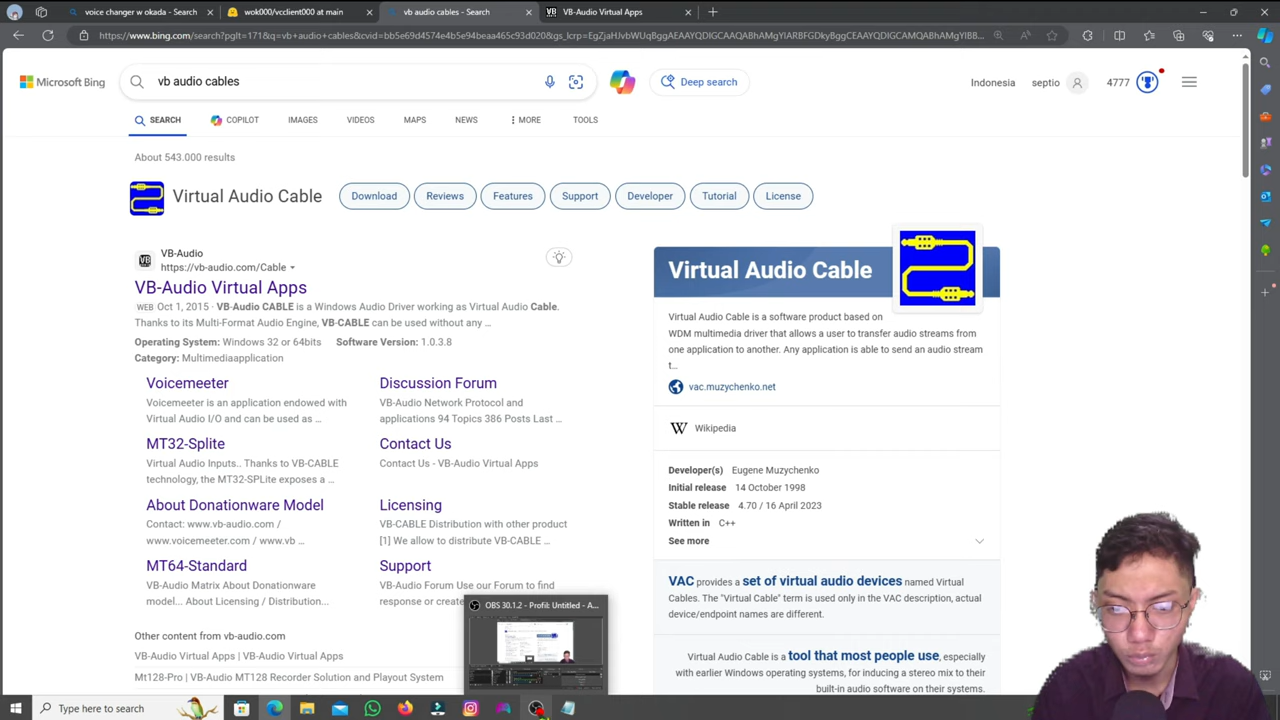 voice changer w okada - Search
wok000/vcclient000 at main
vb audio cables - Search
VB-Audio Virtual Apps
https://www.bing.com/search?pglt=171&q=vb+audio+cables&cvid=bb5e69d4574e4b5e94beaa465c93d020&gs_lcrp=
Microsoft Bing
vb audio cables
Deep search
Indonesia
septio
4777
SEARCH
COPILOT
IMAGES
VIDEOS
MAPS
NEWS
MORE
TOOLS
About 543.000 results
Virtual Audio Cable
Download
Reviews
Features
Support
Developer
Tutorial
License
VB-Audio
https://vb-audio.com/Cable
VB-Audio Virtual Apps
WEB Oct 1, 2015 · VB-Audio CABLE is a Windows Audio Driver working as Virtual Audio Cable.
Thanks to its Multi-Format Audio Engine, VB-CABLE can be used without any ...
Operating System: Windows 32 or 64bits Software Version: 1.0.3.8
Category: Multimediaapplication
Voicemeeter
Voicemeeter is an application endowed with
Virtual Audio I/O and can be used as ...
Discussion Forum
VB-Audio Network Protocol and
applications 94 Topics 386 Posts Last ...
MT32-Splite
Virtual Audio Inputs.. Thanks to VB-CABLE
technology, the MT32-SPLite exposes a ...
Contact Us
Contact Us - VB-Audio Virtual Apps
About Donationware Model
Contact: www.vb-audio.com /
www.voicemeeter.com / www.vb ...
Licensing
VB-CABLE Distribution with other product
[1] We allow to distribute VB-CABLE ...
MT64-Standard
VB-Audio Matrix About Donationware
model... About Licensing / Distribution...
Support
VB-Audio Forum Use our Forum to find
response or create
Other content from vb-audio.com
VB-Audio Virtual Apps | VB-Audio Virtual Apps
Mt128-Pro | VB-Audio MT128 Recorder Solution and Playout System
Virtual Audio Cable
Virtual Audio Cable is a software product based on
WDM multimedia driver that allows a user to transfer audio streams from
one application to another. Any application is able to send an audio stream
t...
vac.muzychenko.net
Wikipedia
Developer(s) Eugene Muzychenko
Initial release 14 October 1998
Stable release 4.70 / 16 April 2023
Written in C++
See more
VAC provides a set of virtual audio devices named Virtual
Cables. The "Virtual Cable" term is used only in the VAC description, actual
device/endpoint names are different.
Virtual Audio Cable is a tool that most people use, especially
with earlier Windows operating systems, for inducing a stereo mix to their
built-in audio software on their systems.
OBS 30.1.2 - Profil: Untitled - A...
Type here to search